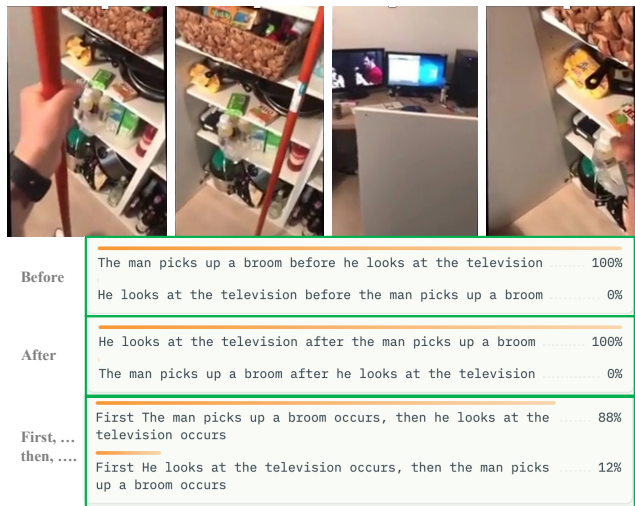 Before
The man picks up a broom before he looks at the television 100%
He looks at the television before the man picks up a broom 0%
After
He looks at the television after the man picks up a broom 100%
The man picks up a broom after he looks at the television 0%
First, ...
then, ....
First The man picks up a broom occurs, then he looks at the 88%
television occurs
First He looks at the television occurs, then the man picks 12%
up a broom occurs